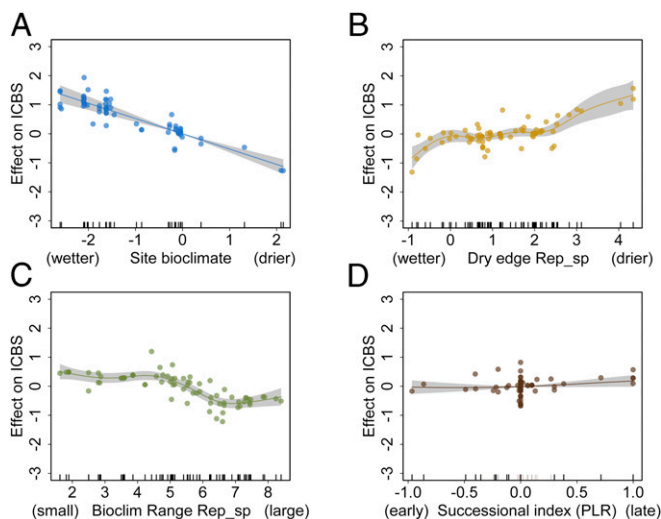 A
3
2
1
0
-1
-2
-3
Effect on ICBS
-2 -1 0 1 2
(wetter) Site bioclimate (drier)
B
3
2
1
0
-1
-2
-3
Effect on ICBS
-1 0 1 2 3 4
(wetter) Dry edge Rep_sp (drier)
C
3
2
1
0
-1
-2
-3
Effect on ICBS
2 3 4 5 6 7 8
(small) Bioclim Range Rep_sp (large)
D
3
2
1
0
-1
-2
-3
Effect on ICBS
-1.0 -0.5 0.0 0.5 1.0
(early) Successional index (PLR) (late)